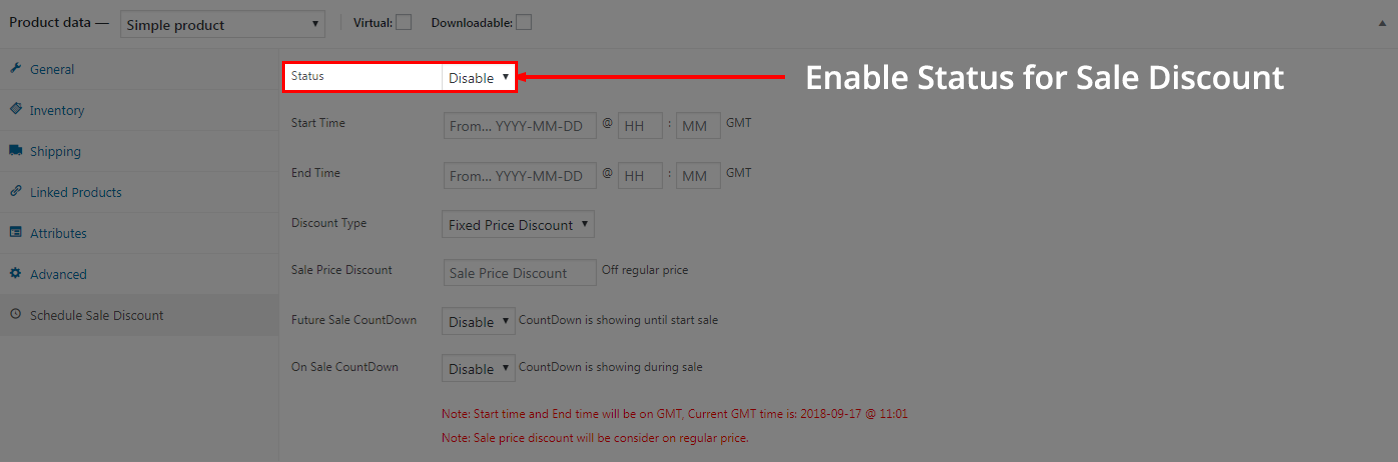 Product data — Simple product Virtual: Downloadable:
General
Inventory
Shipping
Linked Products
Attributes
Advanced
Schedule Sale Discount
Status Disable
Enable Status for Sale Discount
Start Time From... YYYY-MM-DD @ HH : MM GMT
End Time From... YYYY-MM-DD @ HH : MM GMT
Discount Type Fixed Price Discount
Sale Price Discount Sale Price Discount Off regular price
Future Sale CountDown Disable CountDown is showing until start sale
On Sale CountDown Disable CountDown is showing during sale
Note: Start time and End time will be on GMT, Current GMT time is: 2018-09-17 @ 11:01
Note: Sale price discount will be consider on regular price.